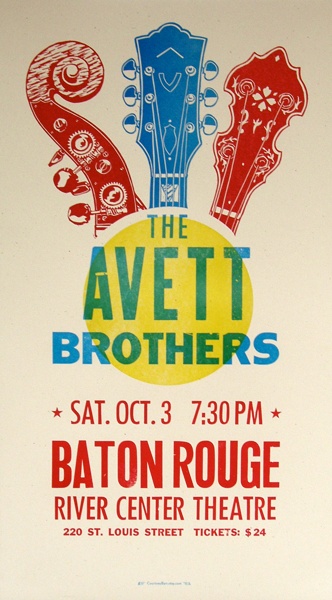 THE
AVETT
BROTHERS
★ SAT. OCT. 3 7:30 PM ★
BATON ROUGE
RIVER CENTER THEATRE
220 ST. LOUIS STREET TICKETS: $24